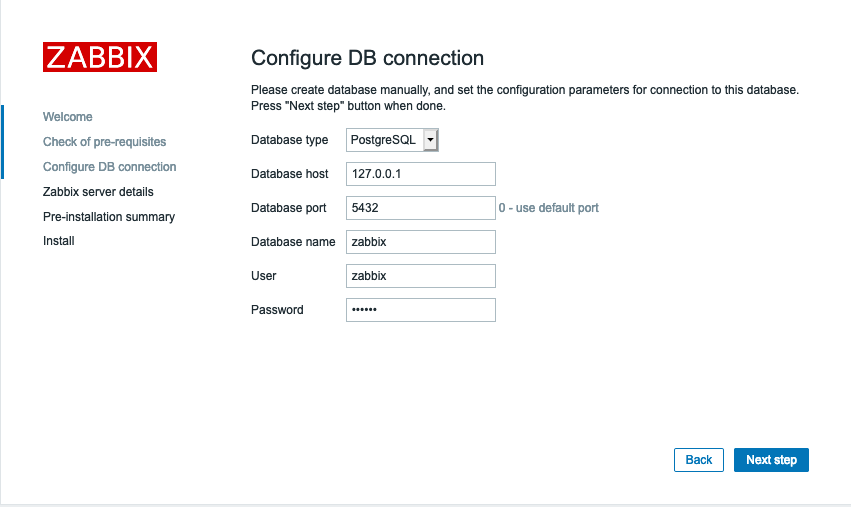 ZABBIX
Welcome
Check of pre-requisites
Configure DB connection
Zabbix server details
Pre-installation summary
Install
Configure DB connection
Please create database manually, and set the configuration parameters for connection to this database.
Press "Next step" button when done.
Database type PostgreSQL
Database host 127.0.0.1
Database port 5432 0 - use default port
Database name zabbix
User zabbix
Password ••••••
Back Next step